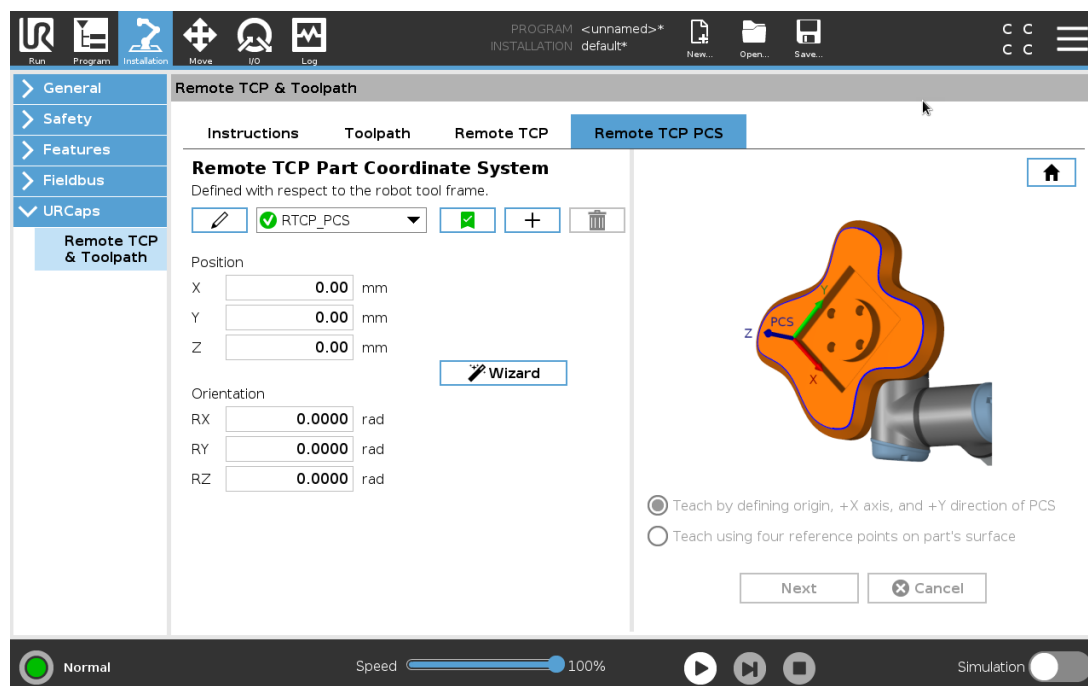 PROGRAM <unnamed>*
INSTALLATION default*
UR
Run
Program
Installation
Move
I/O
Log
New...
Open...
Save...
C C
C C
General
Safety
Features
Fieldbus
URCaps
Remote TCP
& Toolpath
Remote TCP & Toolpath
Instructions
Toolpath
Remote TCP
Remote TCP PCS
Remote TCP Part Coordinate System
Defined with respect to the robot tool frame.
RTCP_PCS
Position
X 0.00 mm
Y 0.00 mm
Z 0.00 mm
Wizard
Orientation
RX 0.0000 rad
RY 0.0000 rad
RZ 0.0000 rad
Y
PCS
Z
X
Teach by defining origin, +X axis, and +Y direction of PCS
Teach using four reference points on part's surface
Next
Cancel
Normal
Speed
100%
Simulation